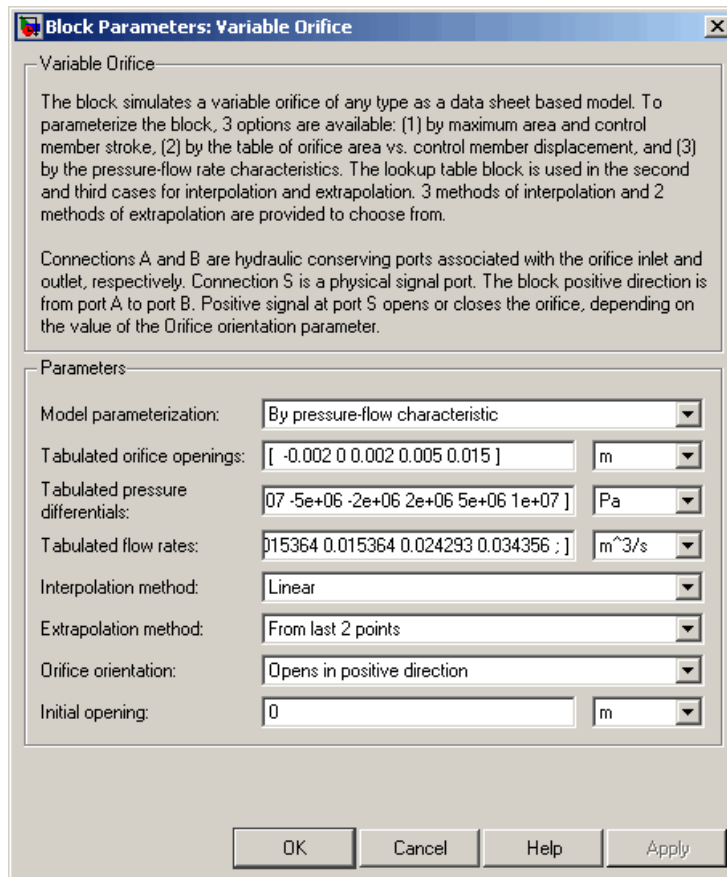 Block Parameters: Variable Orifice
Variable Orifice
The block simulates a variable orifice of any type as a data sheet based model. To
parameterize the block, 3 options are available: (1) by maximum area and control
member stroke, (2) by the table of orifice area vs. control member displacement, and (3)
by the pressure-flow rate characteristics. The lookup table block is used in the second
and third cases for interpolation and extrapolation. 3 methods of interpolation and 2
methods of extrapolation are provided to choose from.
Connections A and B are hydraulic conserving ports associated with the orifice inlet and
outlet, respectively. Connection S is a physical signal port. The block positive direction is
from port A to port B. Positive signal at port S opens or closes the orifice, depending on
the value of the Orifice orientation parameter.
Parameters
Model parameterization: By pressure-flow characteristic
Tabulated orifice openings: [ -0.002 0 0.002 0.005 0.015 ] m
Tabulated pressure
differentials: 07 -5e+06 -2e+06 2e+06 5e+06 1e+07 ] Pa
Tabulated flow rates: 015364 0.015364 0.024293 0.034356 ; ] m^3/s
Interpolation method: Linear
Extrapolation method: From last 2 points
Orifice orientation: Opens in positive direction
Initial opening: 0 m
OK Cancel Help Apply